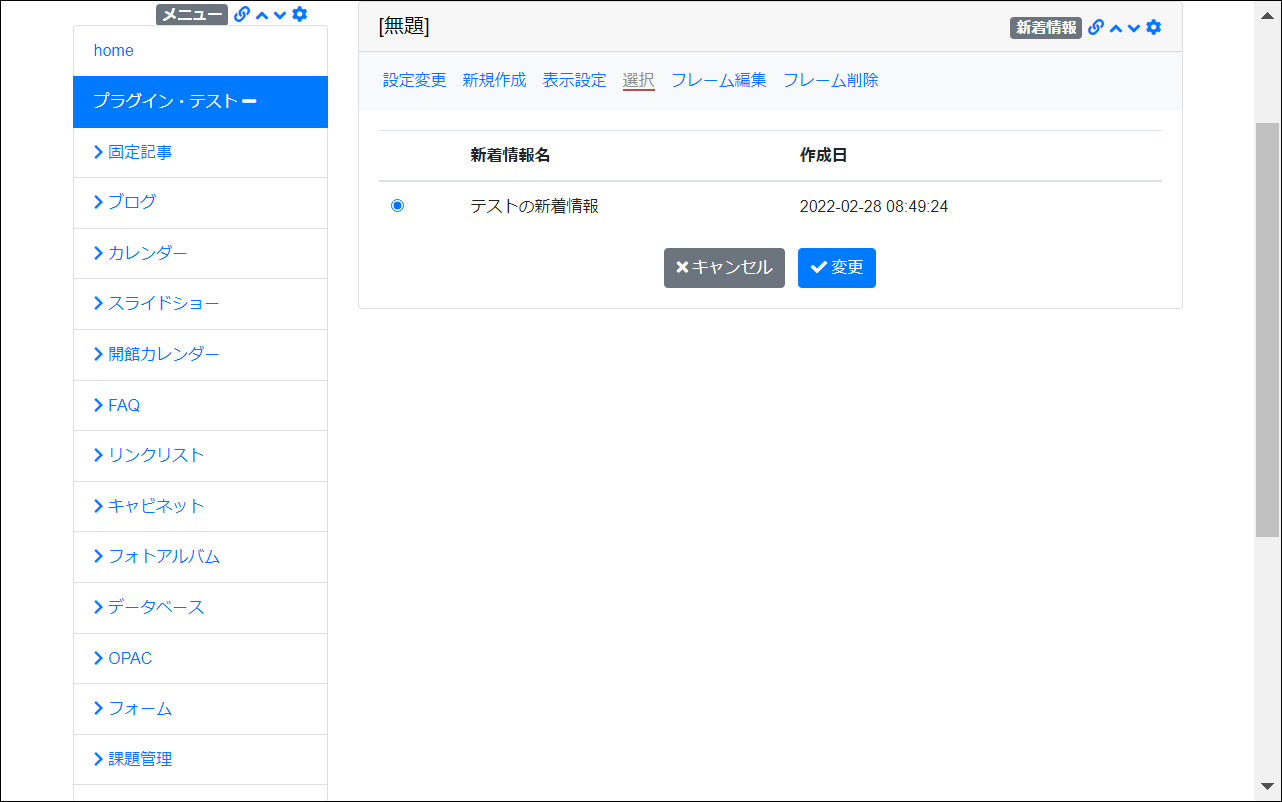 メニュー
home
プラグイン・テスト
固定記事
ブログ
カレンダー
スライドショー
開館カレンダー
FAQ
リンクリスト
キャビネット
フォトアルバム
データベース
OPAC
フォーム
課題管理
[無題] 新着情報
設定変更 新規作成 表示設定 選択 フレーム編集 フレーム削除
新着情報名 作成日
テストの新着情報 2022-02-28 08:49:24
キャンセル 変更